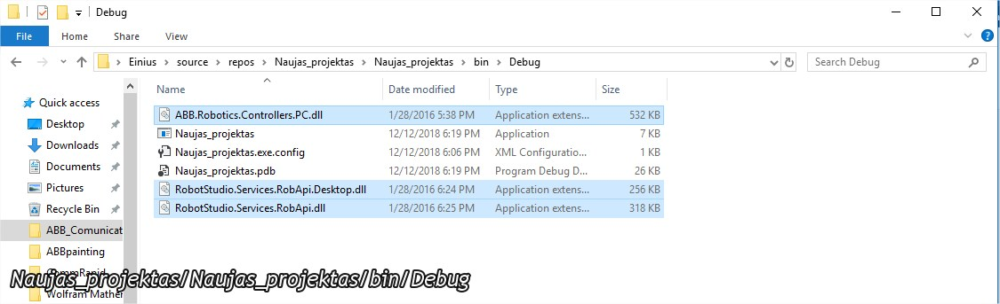 Debug
File Home Share View
Einius source repos Naujas_projektas Naujas_projektas bin Debug Search Debug
Name Date modified Type Size
Quick access
Desktop
Downloads
Documents
Pictures
Recycle Bin
ABB_Comunicat
ABBpainting
CommRapid
Wolfram Mather
ABB.Robotics.Controllers.PC.dll 1/28/2016 5:38 PM Application extens... 532 KB
Naujas_projektas 12/12/2018 6:19 PM Application 7 KB
Naujas_projektas.exe.config 12/12/2018 6:06 PM XML Configuratio... 1 KB
Naujas_projektas.pdb 12/12/2018 6:19 PM Program Debug D... 26 KB
RobotStudio.Services.RobApi.Desktop.dll 1/28/2016 6:24 PM Application extens... 256 KB
RobotStudio.Services.RobApi.dll 1/28/2016 6:25 PM Application extens... 318 KB
Naujas_projektas/Naujas_projektas/bin/Debug